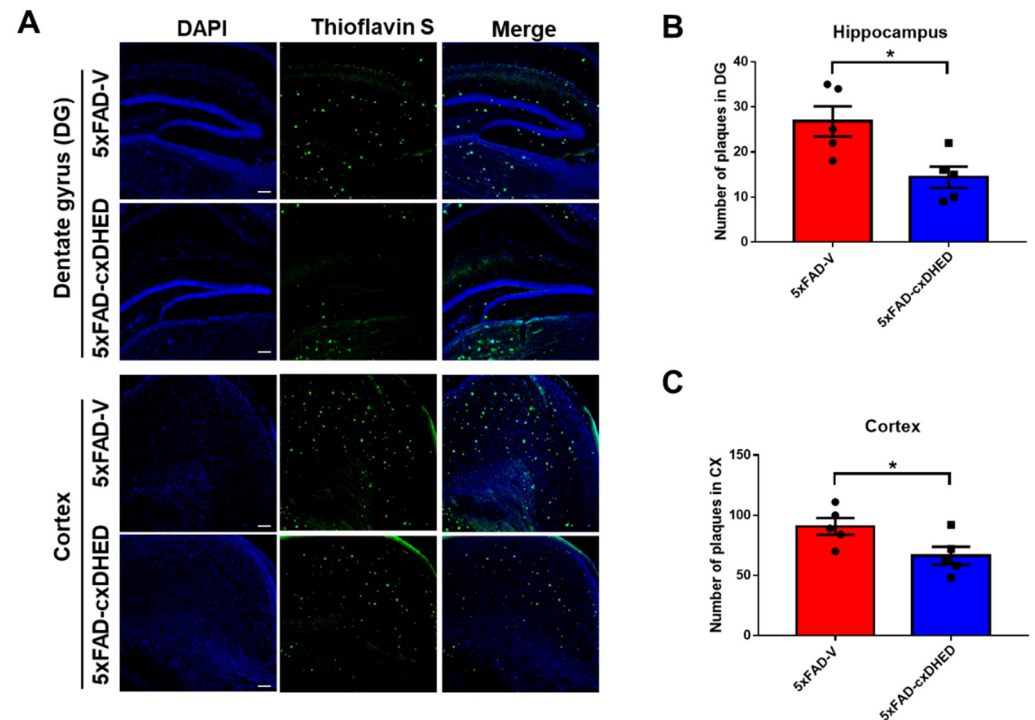 A
DAPI
Thioflavin S
Merge
Dentate gyrus (DG)
5xFAD-V
5xFAD-cxDHED
Cortex
5xFAD-V
5xFAD-cxDHED
B
Hippocampus
*
Number of plaques in DG
40
30
20
10
0
5xFAD-V
5xFAD-cxDHED
C
Cortex
*
Number of plaques in CX
150
100
50
0
5xFAD-V
5xFAD-cxDHED